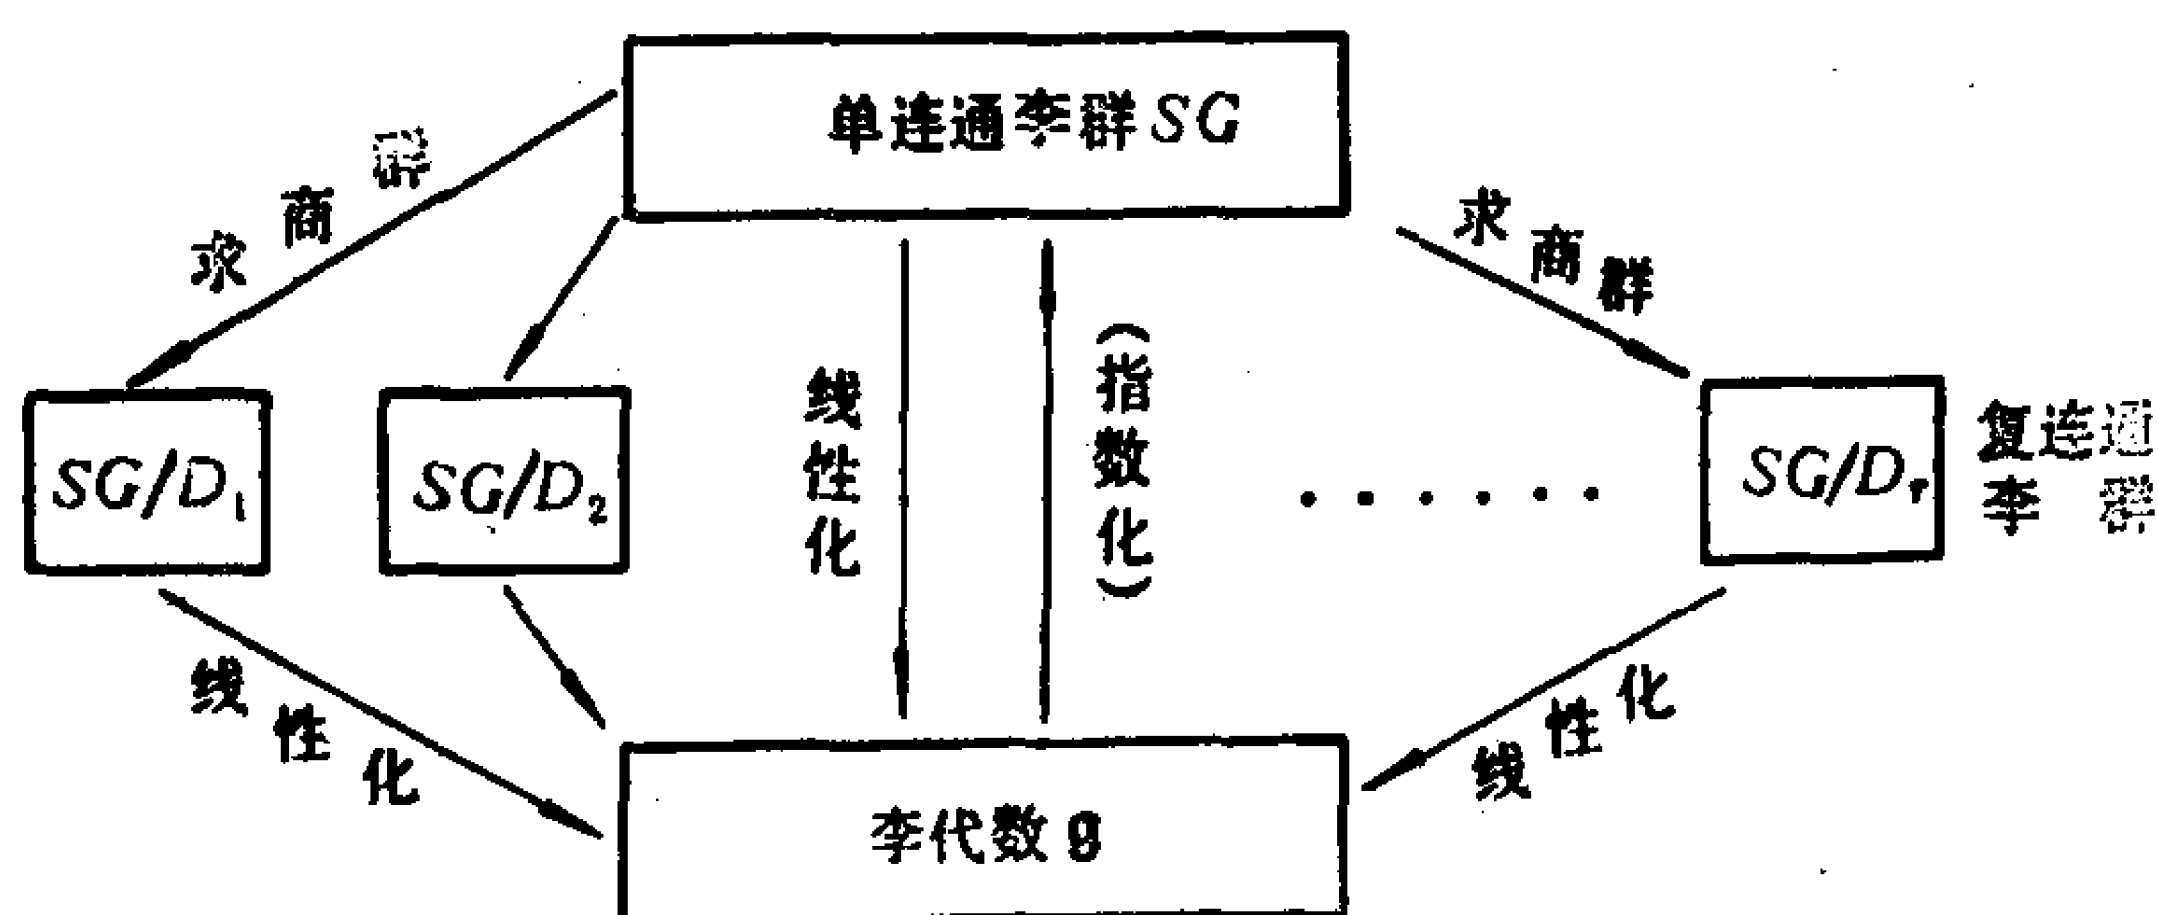 单连通李群SG
求商群
求商群
SG/D₁
SG/D₂
线性化
(指数化)
......
SG/Dᵣ
复连通
李群
线性化
线性化
李代数 g